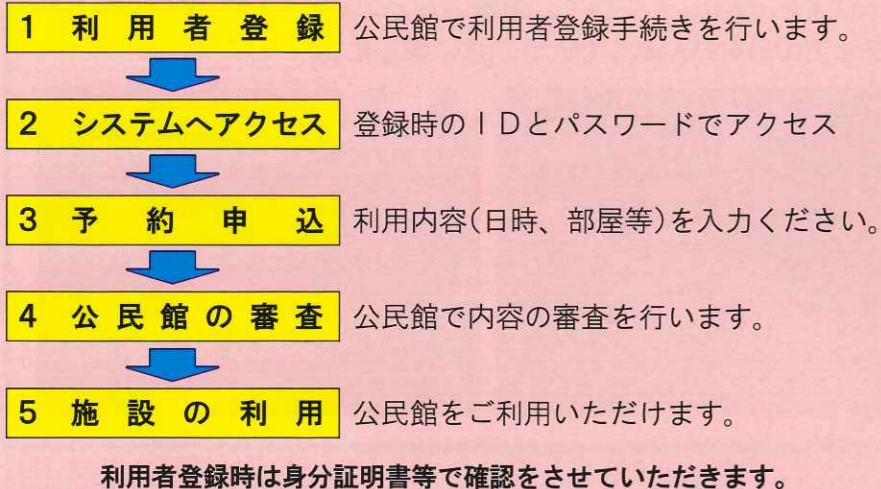 1 利用者登録 公民館で利用者登録手続きを行います。
2 システムへアクセス 登録時のＩＤとパスワードでアクセス
3 予約申込 利用内容(日時、部屋等)を入力ください。
4 公民館の審査 公民館で内容の審査を行います。
5 施設の利用 公民館をご利用いただけます。
利用者登録時は身分証明書等で確認をさせていただきます。